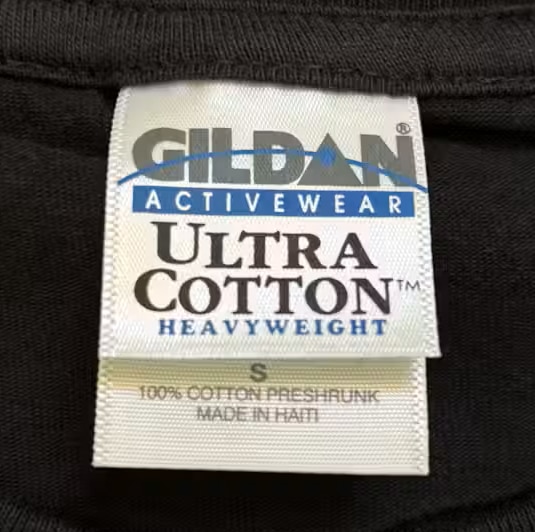 GILDAN®
ACTIVEWEAR
ULTRA
COTTON™
HEAVYWEIGHT
S
100% COTTON PRESHRUNK
MADE IN HAITI